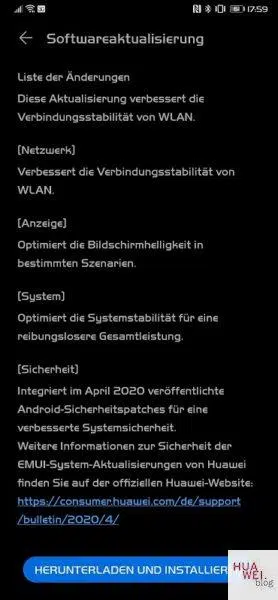 17:59
Softwareaktualisierung
Liste der Änderungen
Diese Aktualisierung verbessert die
Verbindungsstabilität von WLAN.
[Netzwerk]
Verbessert die Verbindungsstabilität von
WLAN.
[Anzeige]
Optimiert die Bildschirmhelligkeit in
bestimmten Szenarien.
[System]
Optimiert die Systemstabilität für eine
reibungslosere Gesamtleistung.
[Sicherheit]
Integriert im April 2020 veröffentlichte
Android-Sicherheitspatches für eine
verbesserte Systemsicherheit.
Weitere Informationen zur Sicherheit der
EMUI-System-Aktualisierungen von Huawei
finden Sie auf der offiziellen Huawei-Website:
https://consumer.huawei.com/de/support
/bulletin/2020/4/
HERUNTERLADEN UND INSTALLIER
HUA
WEI.
blog